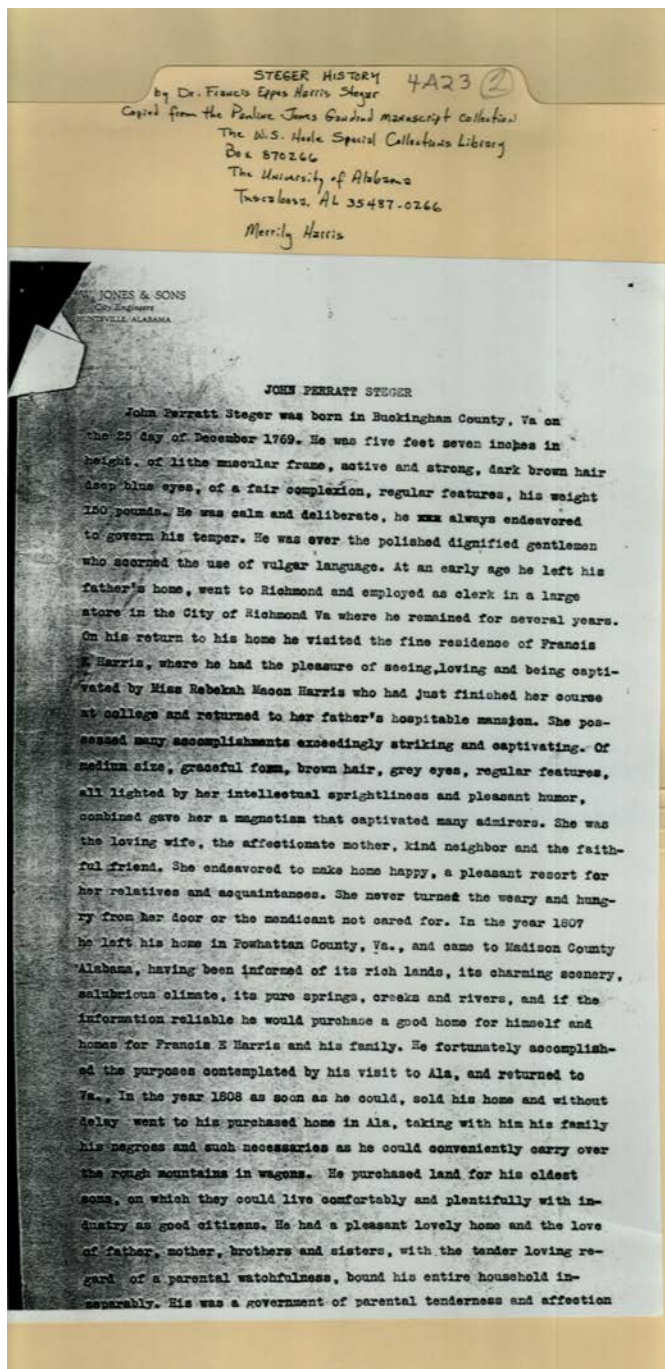 STEGER HISTORY 4A23 2
by Dr. Francis Eppes Harris Steger
Copied from the Pauline Jones Gandrud manuscript collection
The W.S. Hoole Special Collections Library
Box 870266
The University of Alabama
Tuscaloosa, AL 35487-0266
Merrily Harris
W. JONES & SONS
City Engineers
HUNTSVILLE, ALABAMA
JOHN PERRATT STEGER
John Perratt Steger was born in Buckingham County, Va on
the 25 day of December 1769. He was five feet seven inches in
height, of lithe muscular frame, active and strong, dark brown hair
deep blue eyes, of a fair complexion, regular features, his weight
150 pounds. He was calm and deliberate, he xxx always endeavored
to govern his temper. He was ever the polished dignified gentlemen
who scorned the use of vulgar language. At an early age he left his
father's home, went to Richmond and employed as clerk in a large
store in the City of Richmond Va where he remained for several years.
On his return to his home he visited the fine residence of Francis
E Harris, where he had the pleasure of seeing,loving and being capti-
vated by Miss Rebekah Macon Harris who had just finished her course
at college and returned to her father's hospitable mansion. She pos-
sessed many accomplishments exceedingly striking and captivating. Of
medium size, graceful form, brown hair, grey eyes, regular features,
all lighted by her intellectual sprightliness and pleasant humor,
combined gave her a magnetism that captivated many admirers. She was
the loving wife, the affectionate mother, kind neighbor and the faith-
ful friend. She endeavored to make home happy, a pleasant resort for
her relatives and acquaintances. She never turned the weary and hung-
ry from her door or the mendicant not cared for. In the year 1807
he left his home in Powhattan County, Va., and came to Madison County
Alabama, having been informed of its rich lands, its charming scenery,
salubrious climate, its pure springs, creeks and rivers, and if the
information reliable he would purchase a good home for himself and
homes for Francis E Harris and his family. He fortunately accomplish-
ed the purposes contemplated by his visit to Ala, and returned to
Va., In the year 1808 as soon as he could, sold his home and without
delay went to his purchased home in Ala, taking with him his family
his negroes and such necessaries as he could conveniently carry over
the rough mountains in wagons. He purchased land for his oldest
sons, on which they could live comfortably and plentifully with in-
dustry as good citizens. He had a pleasant lovely home and the love
of father, mother, brothers and sisters, with the tender loving re-
gard of a parental watchfulness, bound his entire household in-
separably. His was a government of parental tenderness and affection